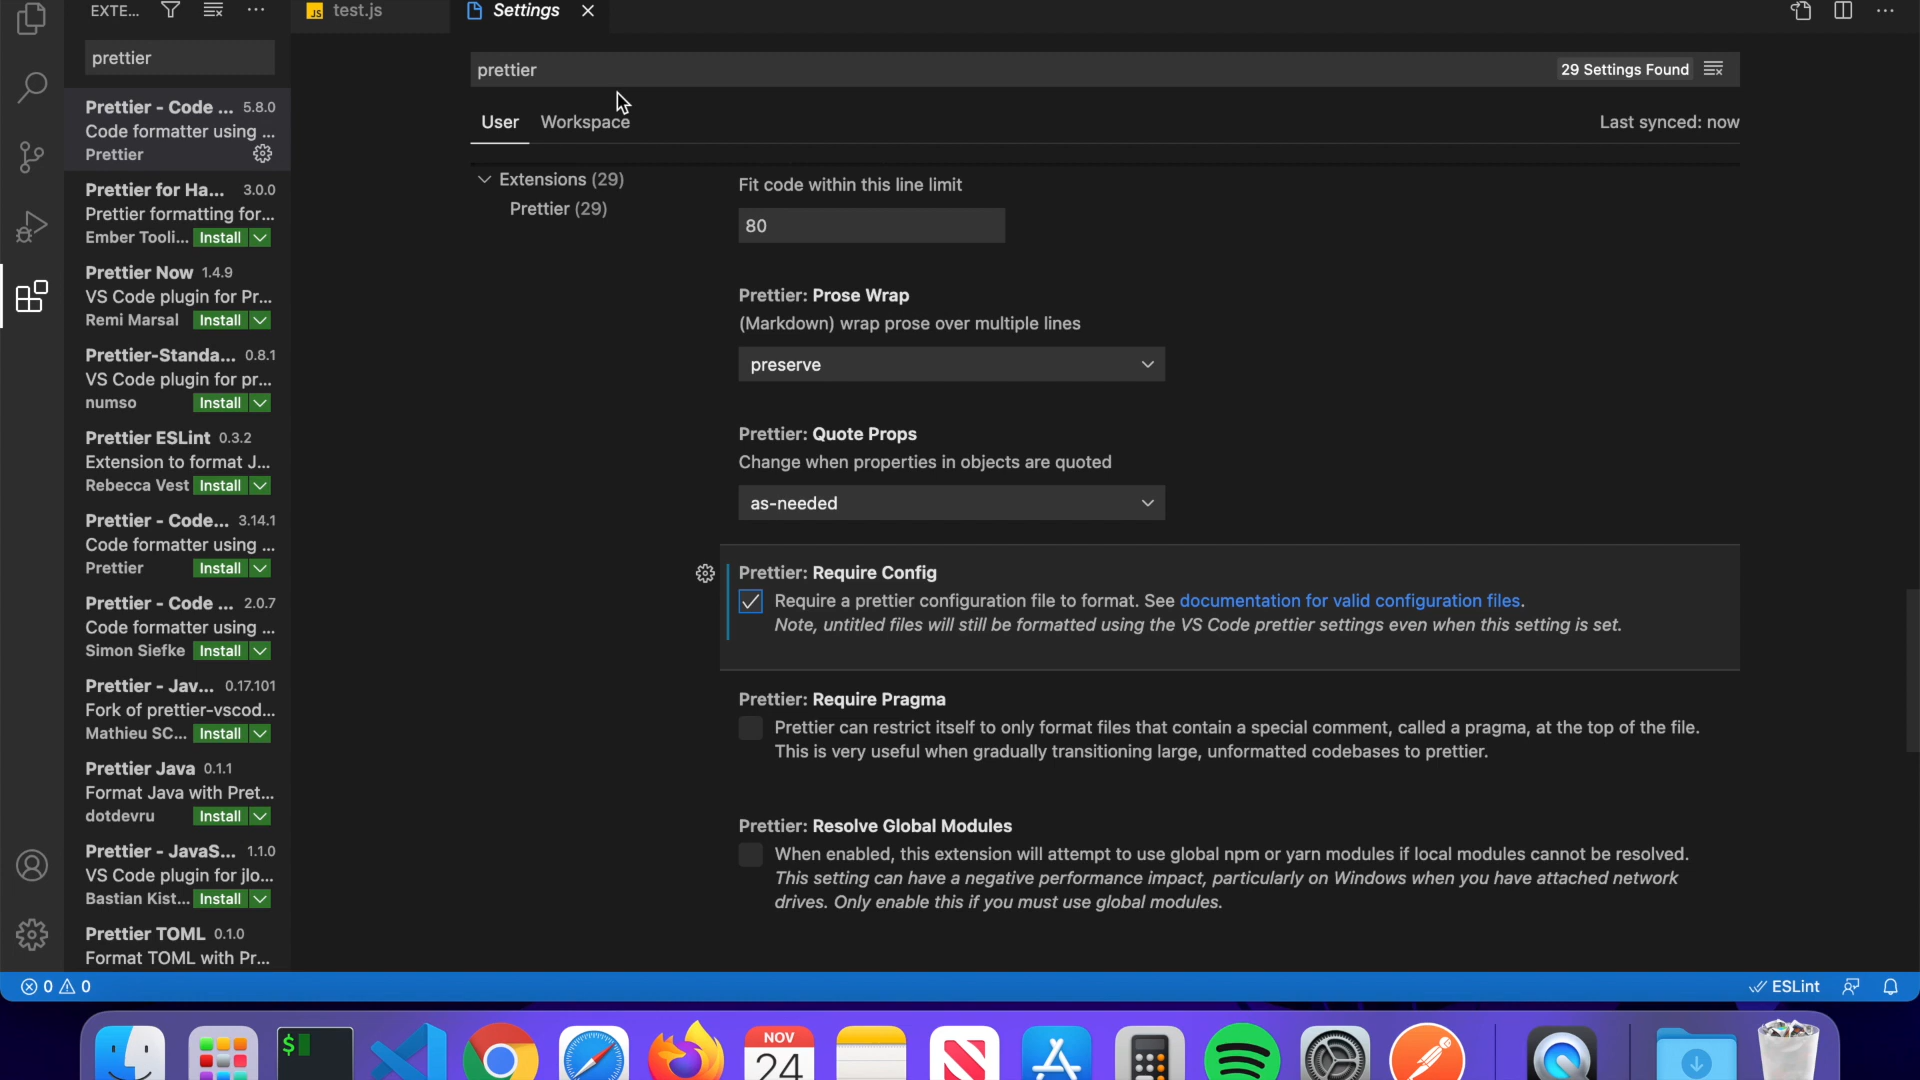 EXTE...
test.js
JS
Settings
prettier
Prettier - Code ... 5.8.0
Code formatter using ...
Prettier
Prettier for Ha... 3.0.0
Prettier formatting for...
Ember Tooli... Install
Prettier Now 1.4.9
VS Code plugin for Pr...
Remi Marsal Install
Prettier-Standa... 0.8.1
VS Code plugin for pr...
numso Install
Prettier ESLint 0.3.2
Extension to format J...
Rebecca Vest Install
Prettier - Code... 3.14.1
Code formatter using ...
Prettier Install
Prettier - Code ... 2.0.7
Code formatter using ...
Simon Siefke Install
Prettier - Jav... 0.17.101
Fork of prettier-vscod...
Mathieu SC... Install
Prettier Java 0.1.1
Format Java with Pret...
dotdevru Install
Prettier - JavaS... 1.1.0
VS Code plugin for jlo...
Bastian Kist... Install
Prettier TOML 0.1.0
Format TOML with Pr...
prettier
29 Settings Found
User Workspace
Last synced: now
Extensions (29)
Prettier (29)
Fit code within this line limit
80
Prettier: Prose Wrap
(Markdown) wrap prose over multiple lines
preserve
Prettier: Quote Props
Change when properties in objects are quoted
as-needed
Prettier: Require Config
Require a prettier configuration file to format. See documentation for valid configuration files.
Note, untitled files will still be formatted using the VS Code prettier settings even when this setting is set.
Prettier: Require Pragma
Prettier can restrict itself to only format files that contain a special comment, called a pragma, at the top of the file.
This is very useful when gradually transitioning large, unformatted codebases to prettier.
Prettier: Resolve Global Modules
When enabled, this extension will attempt to use global npm or yarn modules if local modules cannot be resolved.
This setting can have a negative performance impact, particularly on Windows when you have attached network
drives. Only enable this if you must use global modules.
0 0
ESLint
$
NOV
24